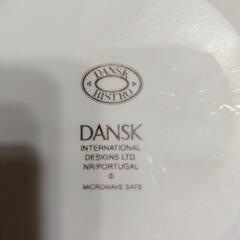 DANSK
BISTRO
DANSK
INTERNATIONAL
DESIGNS LTD.
NR/PORTUGAL
©
MICROWAVE SAFE